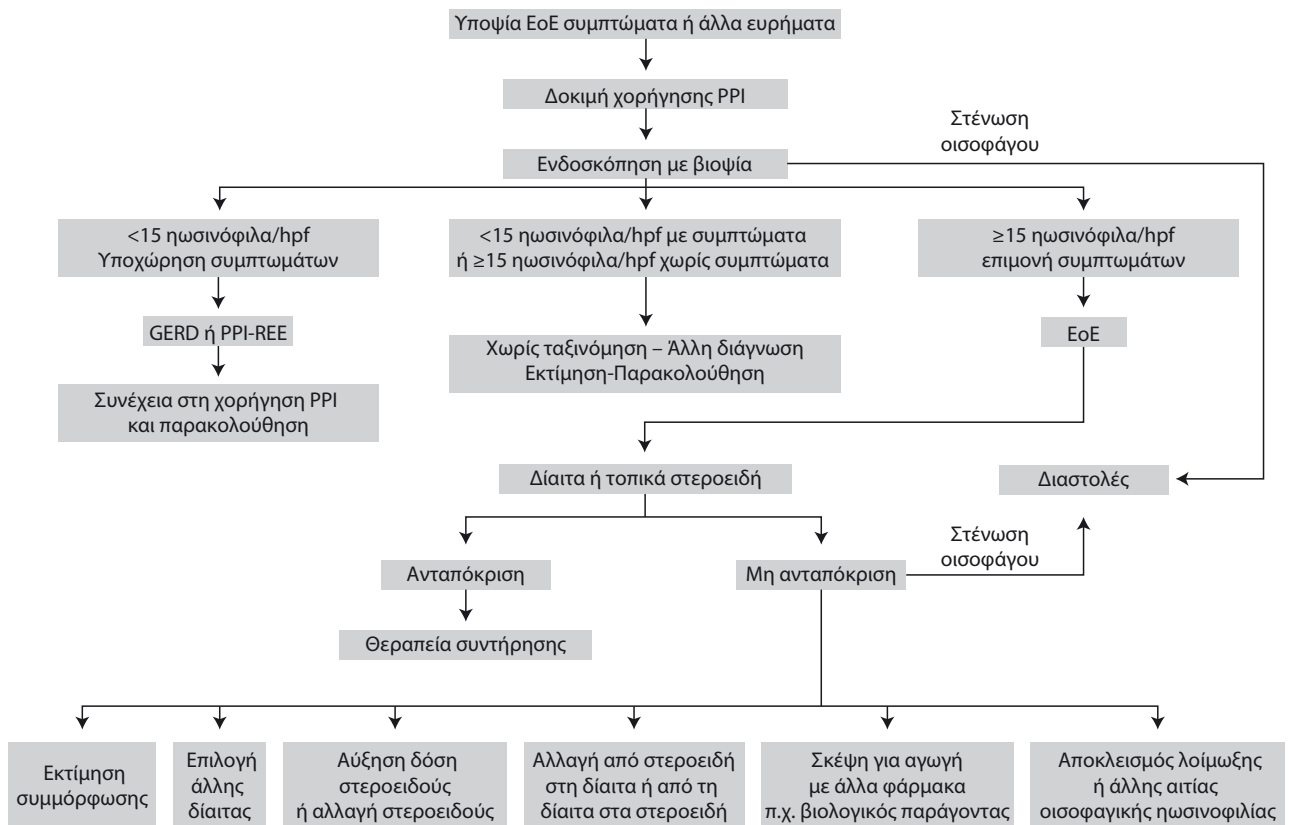 Υποψία EoE συμπτώματα ή άλλα ευρήματα
Δοκιμή χορήγησης PPI
Στένωση
οισοφάγου
Ενδοσκόπηση με βιοψία
<15 ηωσινόφιλα/hpf
Υποχώρηση συμπτωμάτων
<15 ηωσινόφιλα/hpf με συμπτώματα
ή ≥15 ηωσινόφιλα/hpf χωρίς συμπτώματα
≥15 ηωσινόφιλα/hpf
επιμονή συμπτωμάτων
GERD ή PPI-REE
Χωρίς ταξινόμηση – Άλλη διάγνωση
Εκτίμηση-Παρακολούθηση
EoE
Συνέχεια στη χορήγηση PPI
και παρακολούθηση
Δίαιτα ή τοπικά στεροειδή
Διαστολές
Ανταπόκριση
Μη ανταπόκριση
Στένωση
οισοφάγου
Θεραπεία συντήρησης
Εκτίμηση
συμμόρφωσης
Επιλογή
άλλης
δίαιτας
Αύξηση δόση
στεροειδούς
ή αλλαγή στεροειδούς
Αλλαγή από στεροειδή
στη δίαιτα ή από τη
δίαιτα στα στεροειδή
Σκέψη για αγωγή
με άλλα φάρμακα
π.χ. βιολογικός παράγοντας
Αποκλεισμός λοίμωξης
ή άλλης αιτίας
οισοφαγικής ηωσινοφιλίας